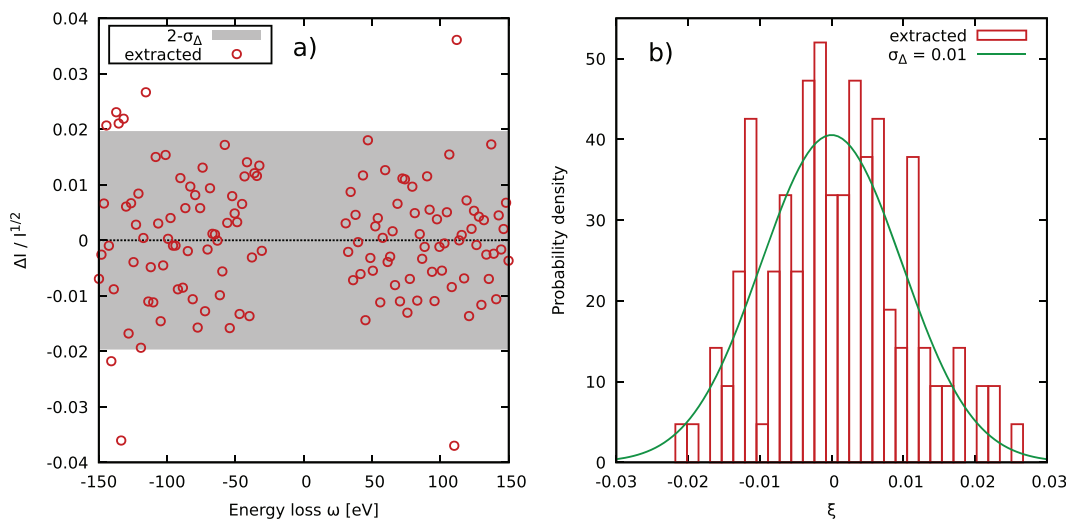 0.04
0.03
0.02
0.01
0
-0.01
-0.02
-0.03
-0.04
ΔI / I^1/2
2-σΔ
extracted
a)
-150 -100 -50 0 50 100 150
Energy loss ω [eV]
50
40
30
20
10
0
Probability density
b)
extracted
σΔ = 0.01
-0.03 -0.02 -0.01 0 0.01 0.02 0.03
ξ